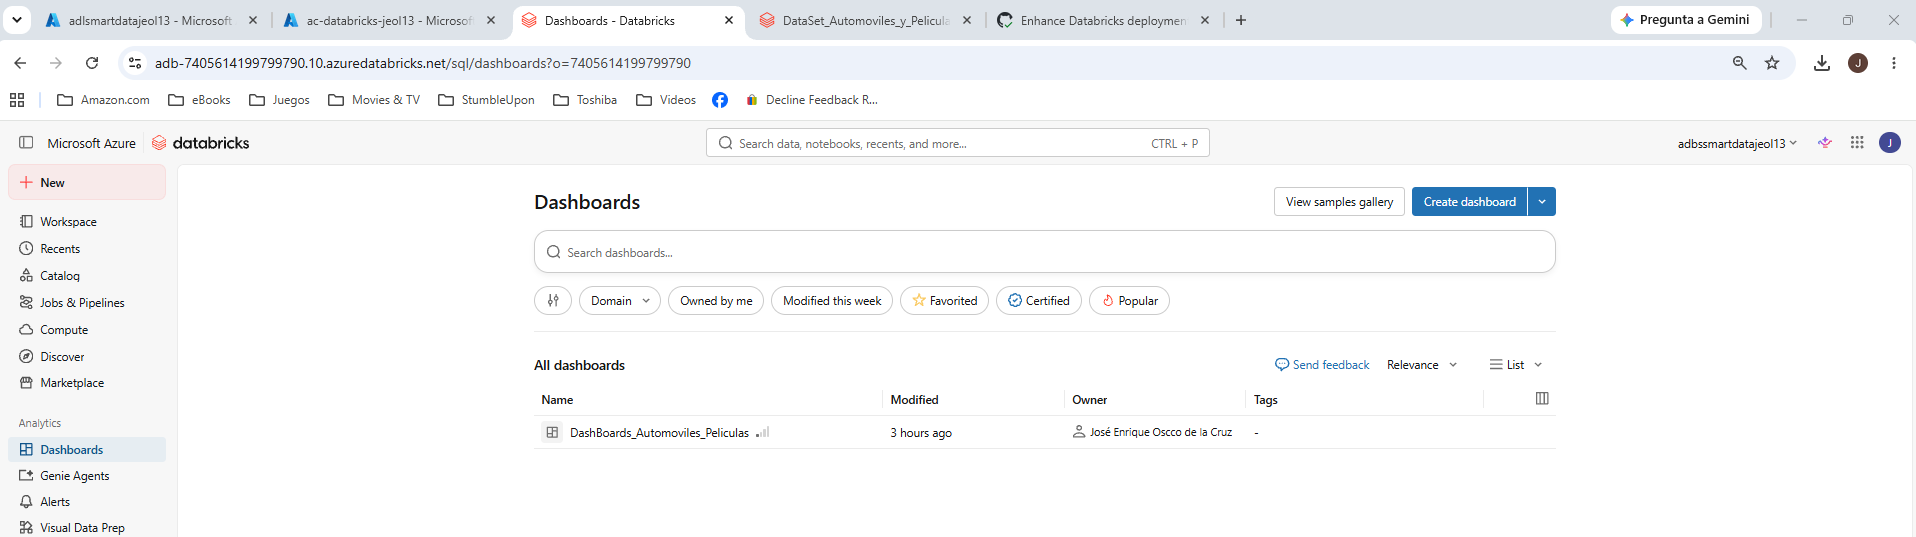 adlsmartdatajeol13 - Microsoft
ac-databricks-jeol13 - Microsof
Dashboards - Databricks
DataSet_Automoviles_y_Pelicula
Enhance Databricks deploymen
Pregunta a Gemini
adb-7405614199799790.10.azuredatabricks.net/sql/dashboards?o=7405614199799790
J
Amazon.com
eBooks
Juegos
Movies & TV
StumbleUpon
Toshiba
Videos
Decline Feedback R...
Microsoft Azure
databricks
Search data, notebooks, recents, and more...
CTRL + P
adbssmartdatajeol13
J
New
Workspace
Recents
Catalog
Jobs & Pipelines
Compute
Discover
Marketplace
Analytics
Dashboards
Genie Agents
Alerts
Visual Data Prep
Dashboards
View samples gallery
Create dashboard
Search dashboards...
Domain
Owned by me
Modified this week
Favorited
Certified
Popular
All dashboards
Send feedback
Relevance
List
Name
Modified
Owner
Tags
DashBoards_Automoviles_Peliculas
3 hours ago
José Enrique Oscco de la Cruz
-